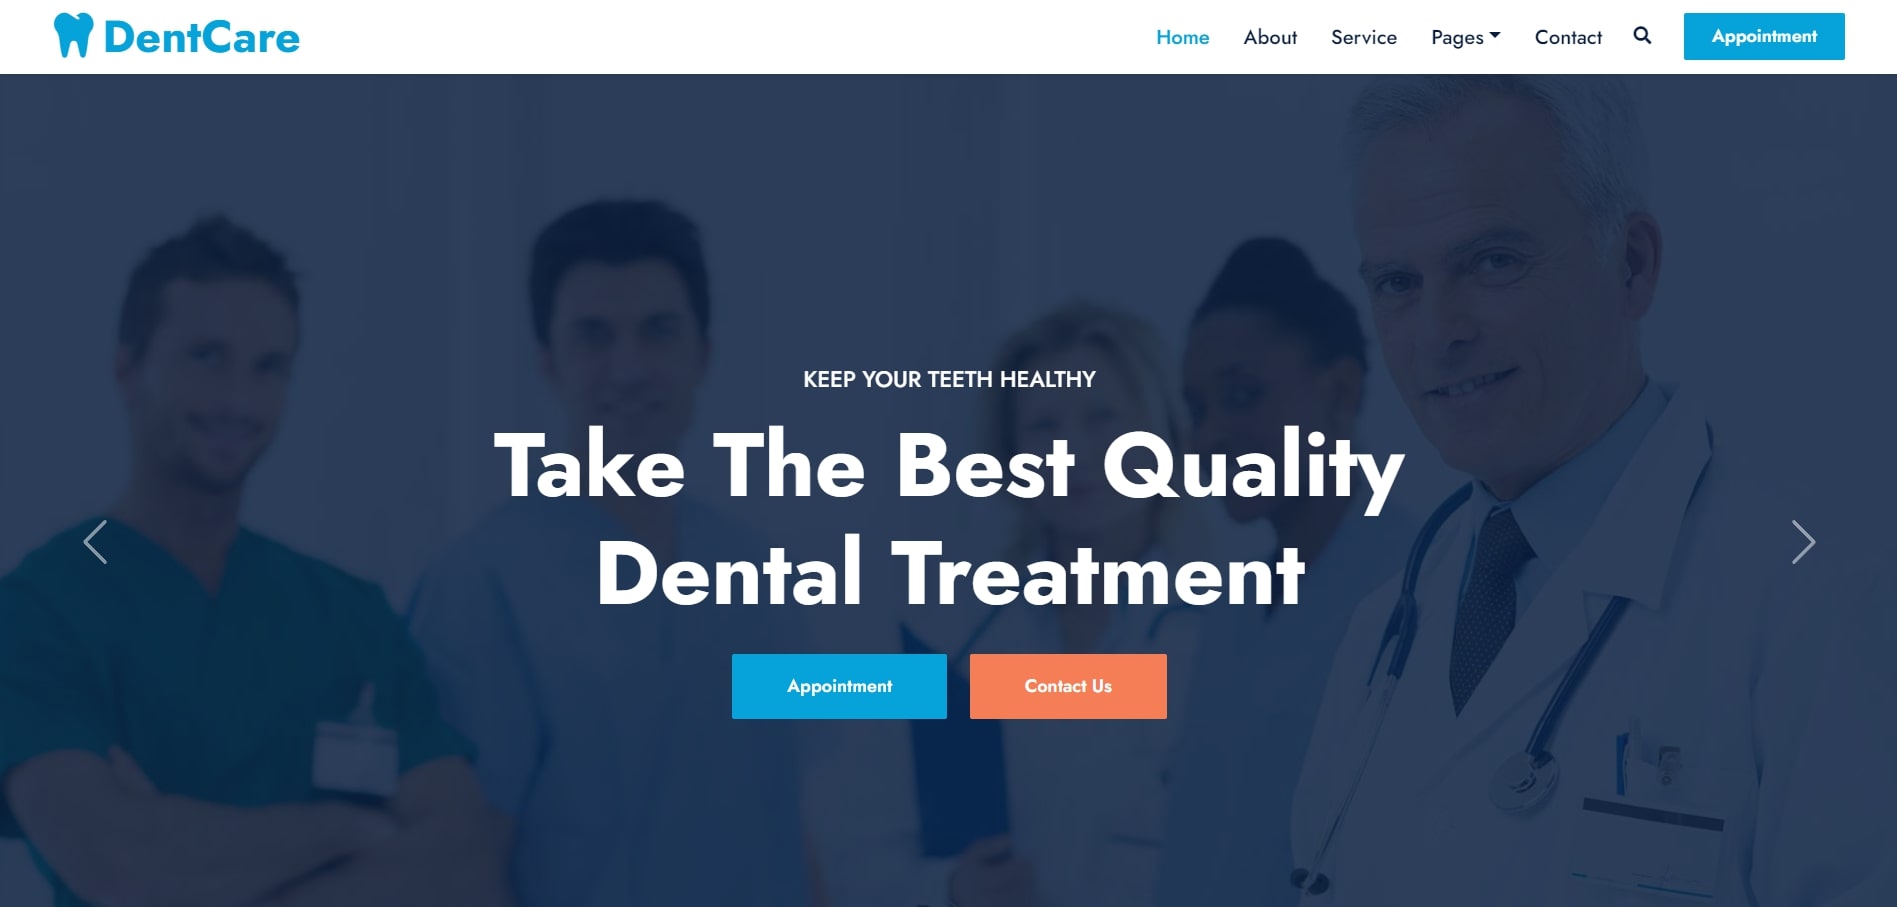 DentCare
Home About Service Pages Contact Appointment
KEEP YOUR TEETH HEALTHY
Take The Best Quality
Dental Treatment
Appointment Contact Us